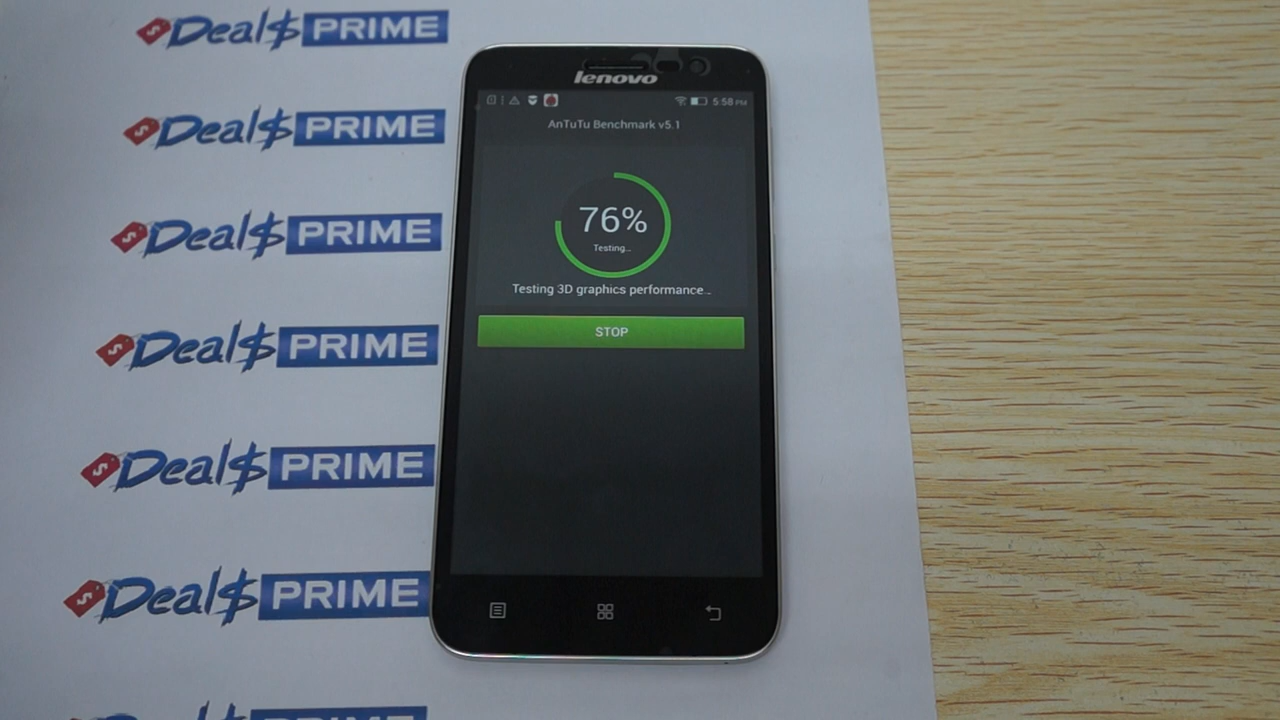 Deal$ PRIME
Deal$ PRIME
Deal$ PRIME
Deal$ PRIME
Deal$ PRIME
Deal$ PRIME
lenovo
5:58 PM
AnTuTu Benchmark v5.1
76%
Testing...
Testing 3D graphics performance...
STOP